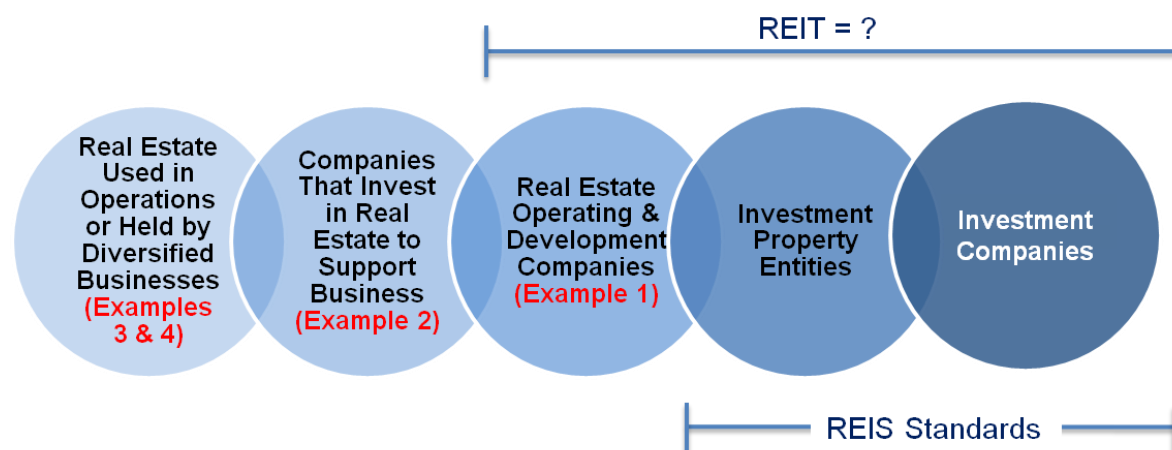 REIT = ?
Real Estate
Used in
Operations
or Held by
Diversified
Businesses
(Examples
3 & 4)
Companies
That Invest
in Real
Estate to
Support
Business
(Example 2)
Real Estate
Operating &
Development
Companies
(Example 1)
Investment
Property
Entities
Investment
Companies
REIS Standards